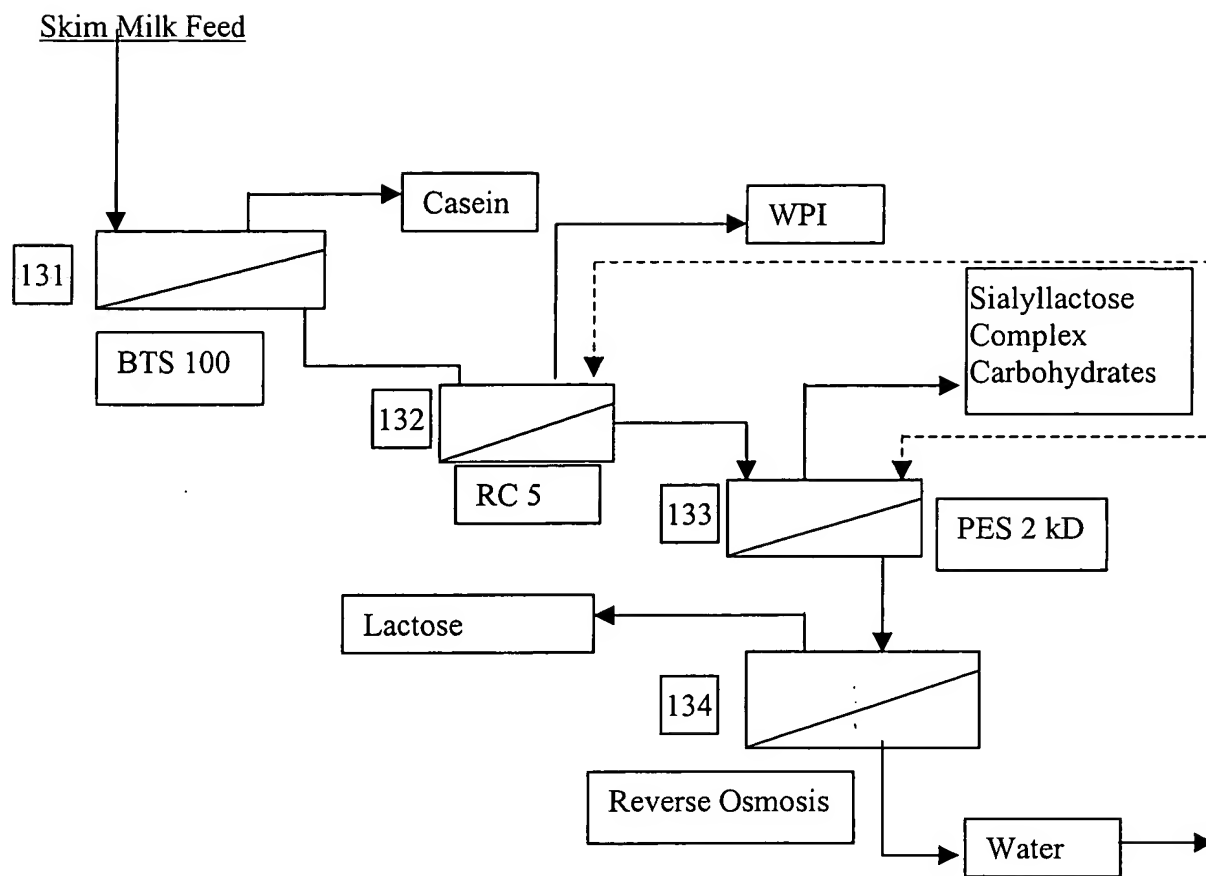 Skim Milk Feed
Casein
WPI
131
Sialyllactose
Complex
Carbohydrates
BTS 100
132
RC 5
133
PES 2 kD
Lactose
134
Reverse Osmosis
Water